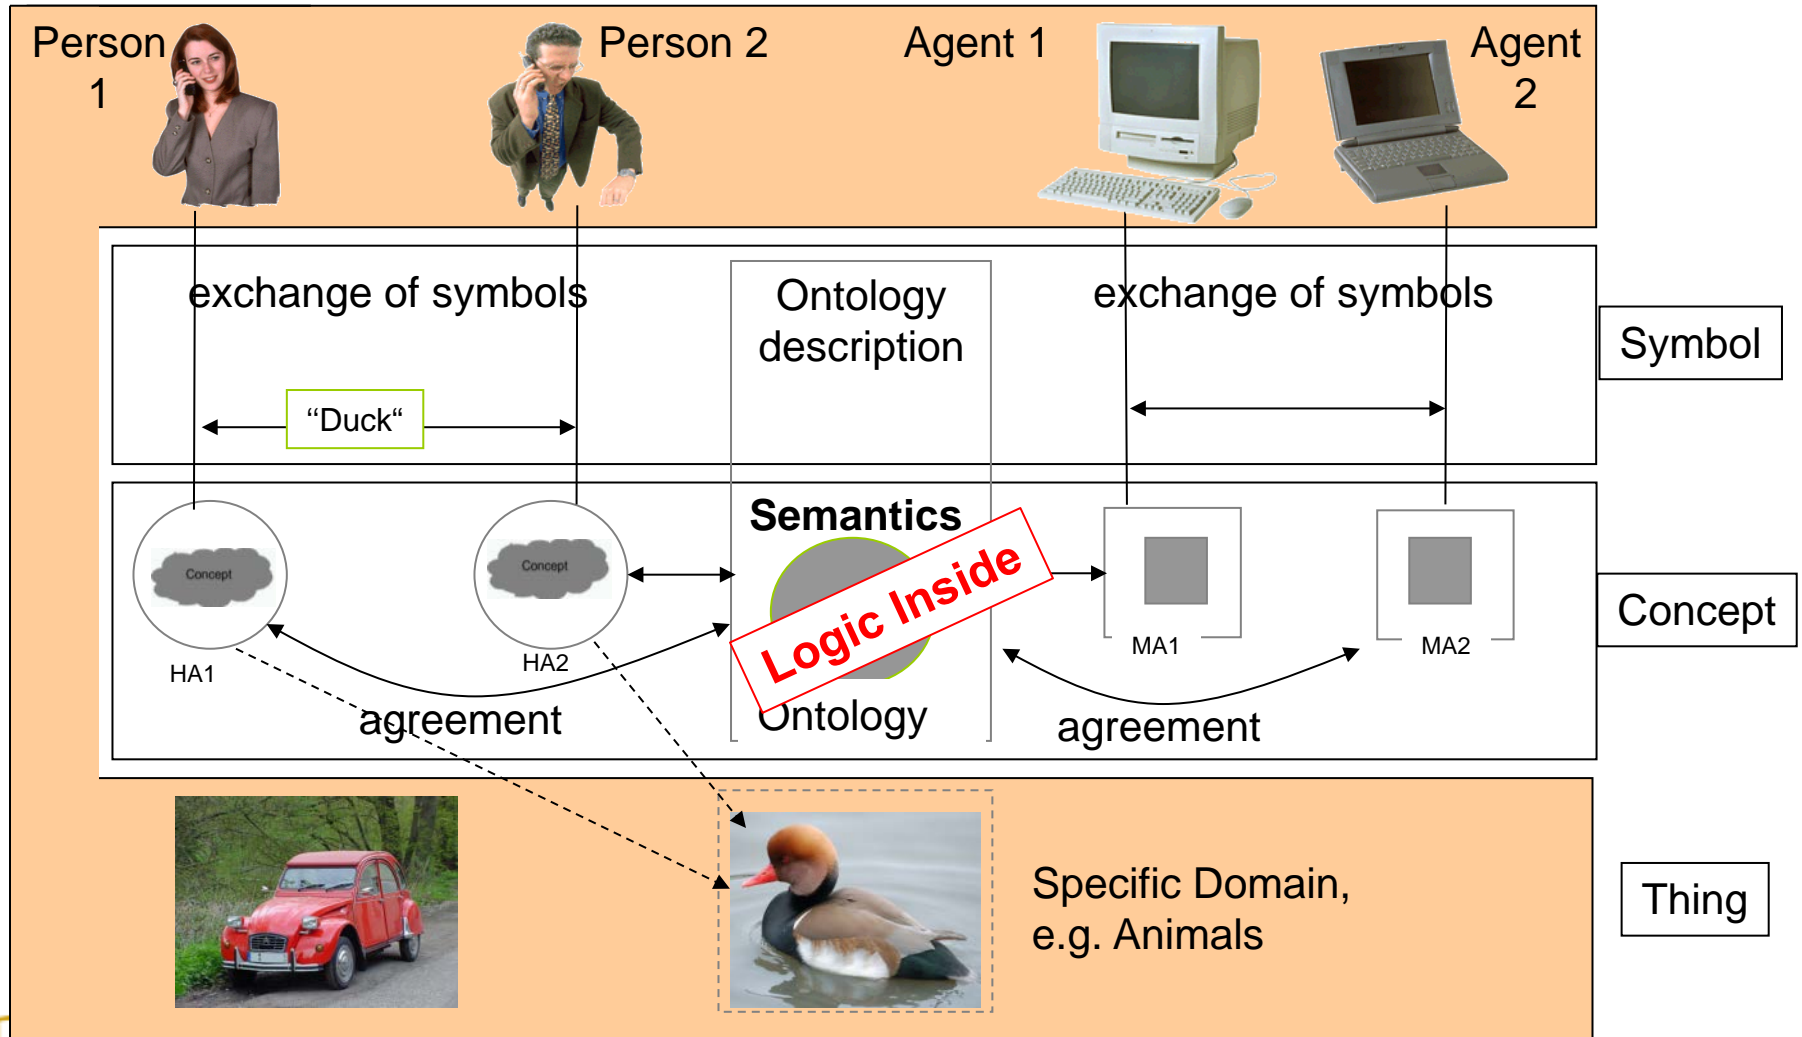 Person
1
Person 2
Agent 1
Agent
2
exchange of symbols
Ontology
description
exchange of symbols
Symbol
“Duck“
Semantics
Logic Inside
Concept
Concept
Concept
HA1
HA2
MA1
MA2
agreement
Ontology
agreement
Specific Domain,
e.g. Animals
Thing